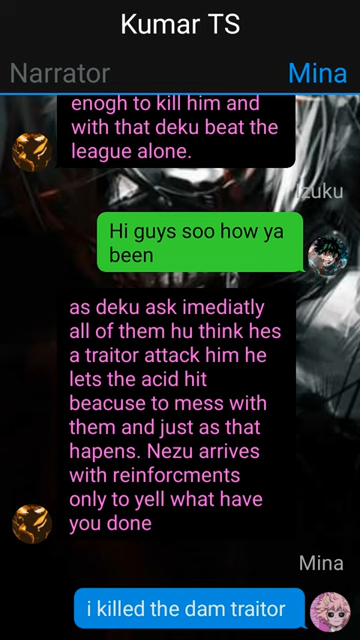 Kumar TS
Narrator
Mina
enogh to kill him and
with that deku beat the
league alone.
Izuku
Hi guys soo how ya
been
as deku ask imediatly
all of them hu think hes
a traitor attack him he
lets the acid hit
beacuse to mess with
them and just as that
hapens. Nezu arrives
with reinforcments
only to yell what have
you done
Mina
i killed the dam traitor